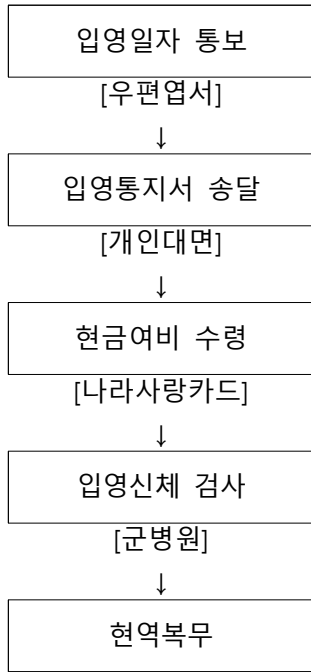 입영일자 통보
[우편엽서]
↓
입영통지서 송달
[개인대면]
↓
현금여비 수령
[나라사랑카드]
↓
입영신체 검사
[군병원]
↓
현역복무